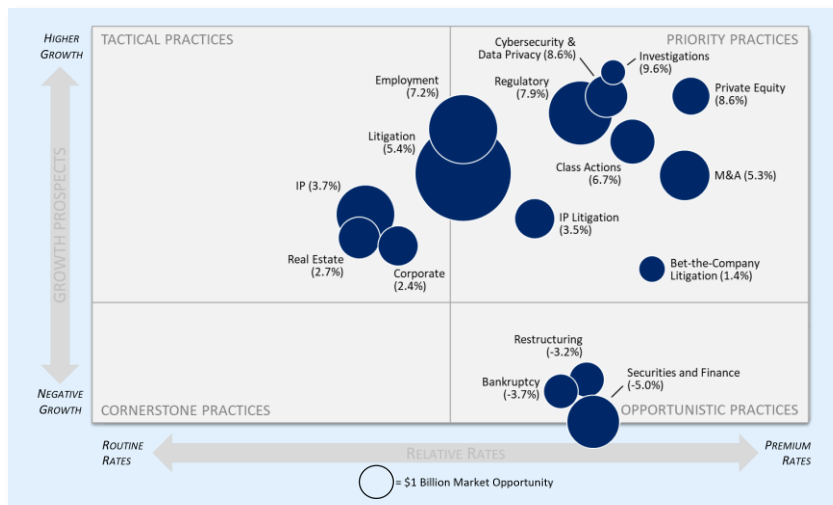 HIGHER
GROWTH
TACTICAL PRACTICES
PRIORITY PRACTICES
Cybersecurity &
Data Privacy (8.6%)
Investigations
(9.6%)
Employment
(7.2%)
Regulatory
(7.9%)
Private Equity
(8.6%)
Litigation
(5.4%)
Class Actions
(6.7%)
M&A (5.3%)
IP (3.7%)
IP Litigation
(3.5%)
Real Estate
(2.7%)
Corporate
(2.4%)
Bet-the-Company
Litigation (1.4%)
GROWTH PROSPECTS
Restructuring
(-3.2%)
Bankruptcy
(-3.7%)
Securities and Finance
(-5.0%)
NEGATIVE
GROWTH
CORNERSTONE PRACTICES
OPPORTUNISTIC PRACTICES
ROUTINE
RATES
RELATIVE RATES
PREMIUM
RATES
= $1 Billion Market Opportunity